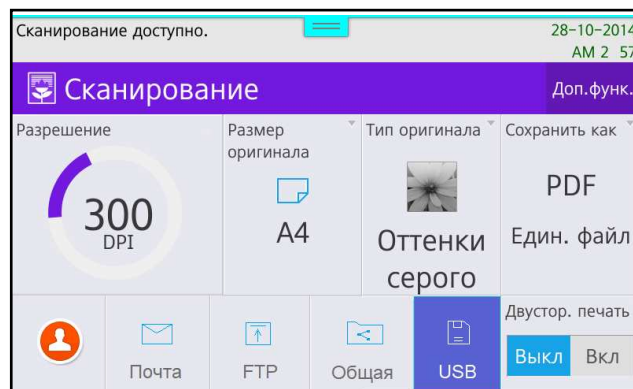 Сканирование доступно.
28-10-2014
AM 2 57
Сканирование
Доп.функ.
Разрешение
300
DPI
Размер
оригинала
A4
Тип оригинала
Оттенки
серого
Сохранить как
PDF
Един. файл
Почта
FTP
Общая
USB
Двустор. печать
Выкл
Вкл